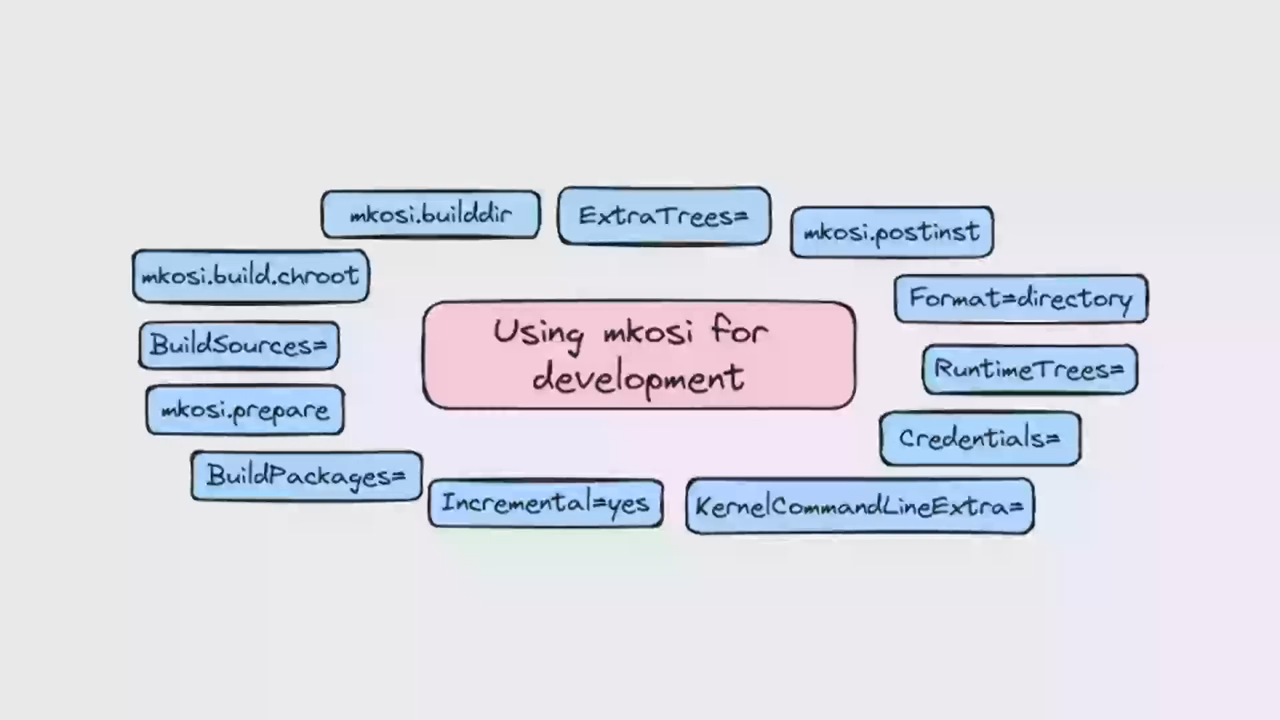 mkosi.builddir
ExtraTrees=
mkosi.postinst
mkosi.build.chroot
Format=directory
Using mkosi for
development
BuildSources=
RuntimeTrees=
mkosi.prepare
Credentials=
BuildPackages=
Incremental=yes
KernelCommandLineExtra=